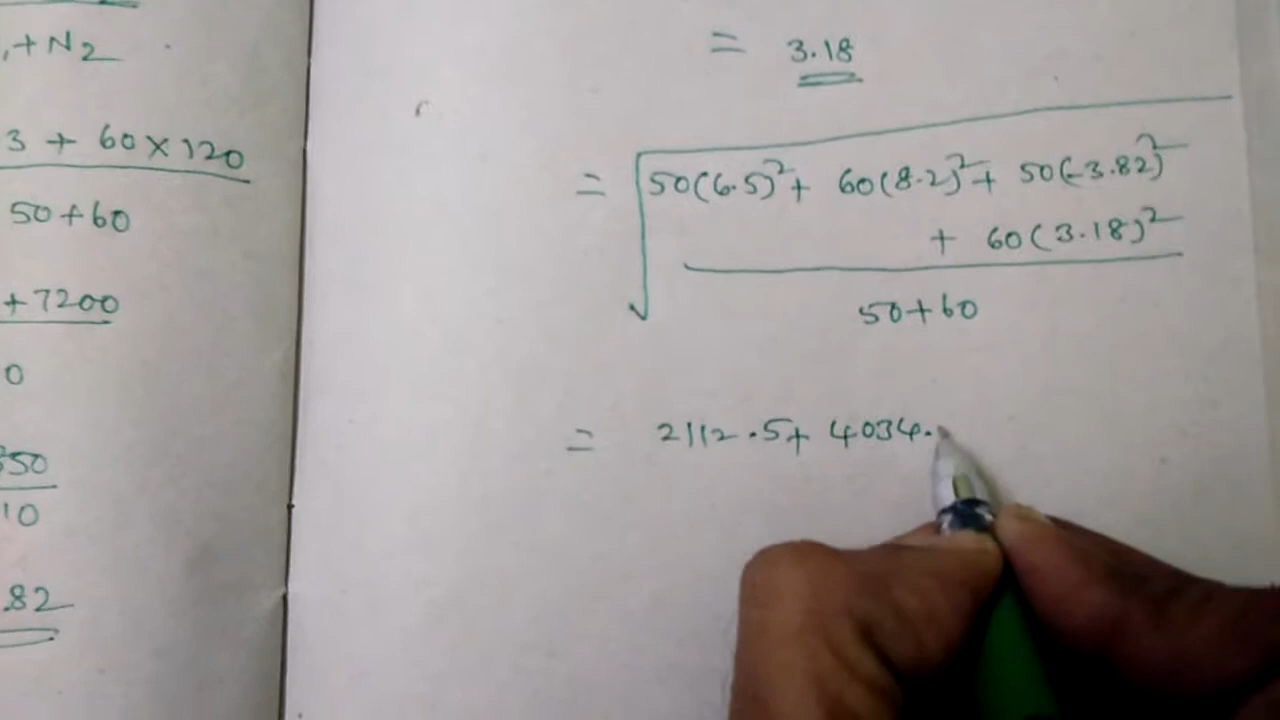 ,+N2
3 + 60×120
50+60
+7200
0
350
10
82
= 3.18
= √50(6.5)²+ 60(8.2)²+ 50(-3.82)²
+ 60(3.18)²
50+60
= 2112.5+ 4034.